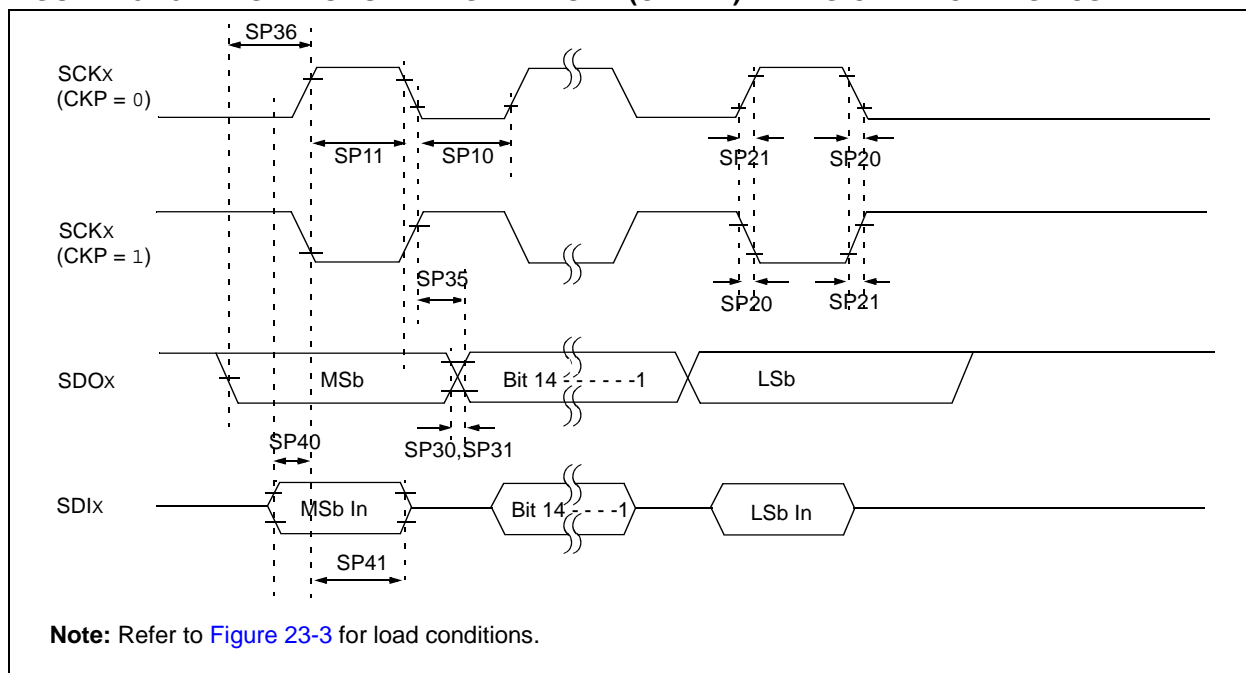 SP36
SCKx
(CKP = 0)
SP11
SP10
SP21
SP20
SCKx
(CKP = 1)
SP35
SP20
SP21
SDOx
MSb
Bit 14 - - - - - -1
LSb
SP40
SP30,SP31
SDIx
MSb In
Bit 14 - - - -1
LSb In
SP41
Note: Refer to Figure 23-3 for load conditions.